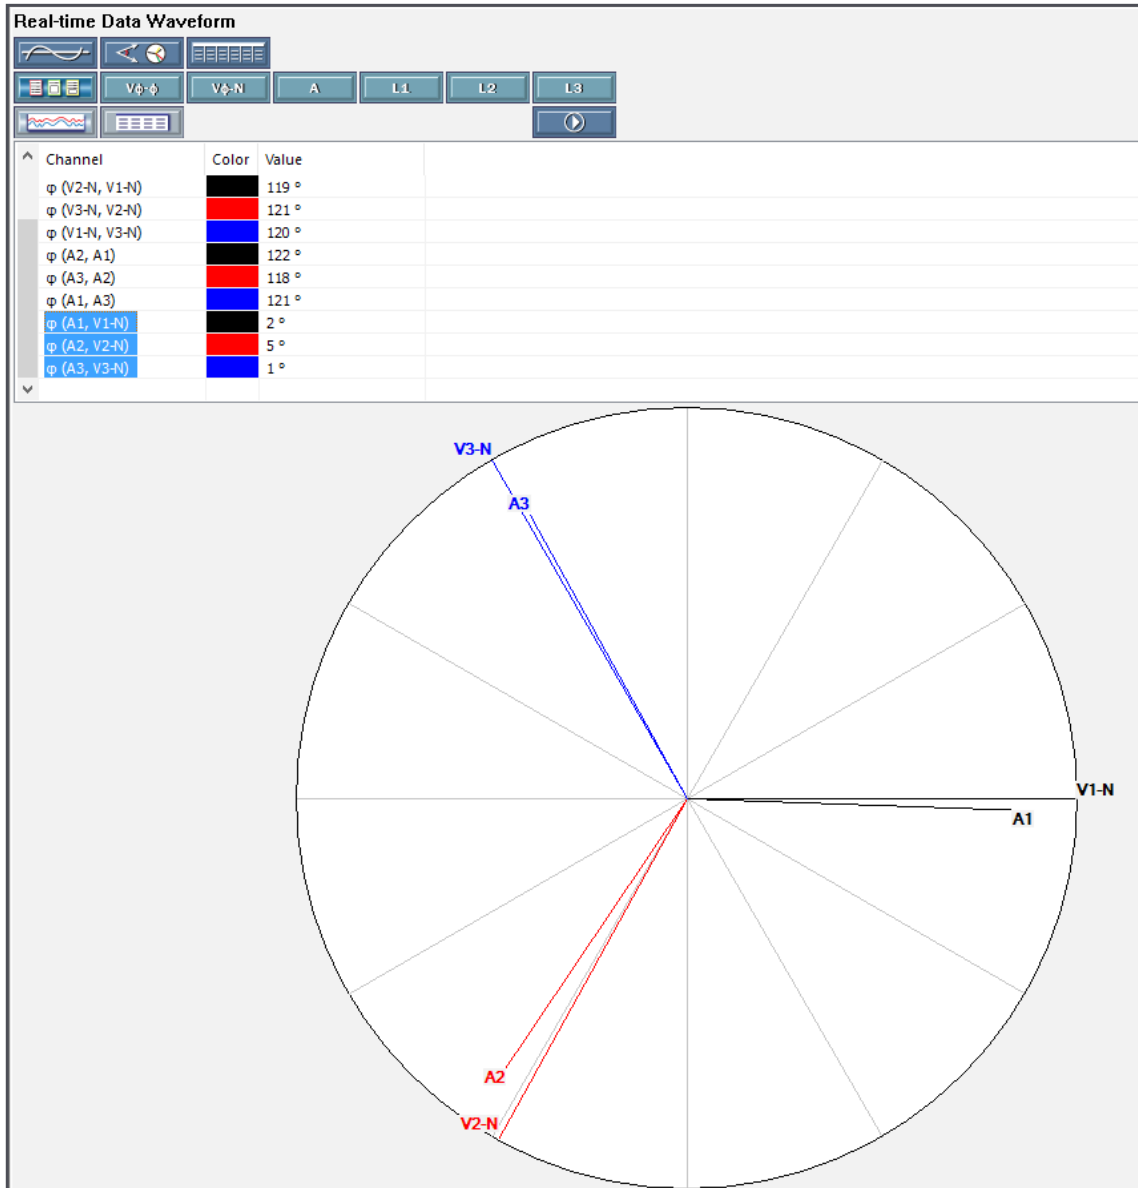 Real-time Data Waveform
Vφ-φ Vφ-N A L1 L2 L3
Channel Color Value
φ (V2-N, V1-N) 119 °
φ (V3-N, V2-N) 121 °
φ (V1-N, V3-N) 120 °
φ (A2, A1) 122 °
φ (A3, A2) 118 °
φ (A1, A3) 121 °
φ (A1, V1-N) 2 °
φ (A2, V2-N) 5 °
φ (A3, V3-N) 1 °
V3-N
A3
V1-N
A1
A2
V2-N